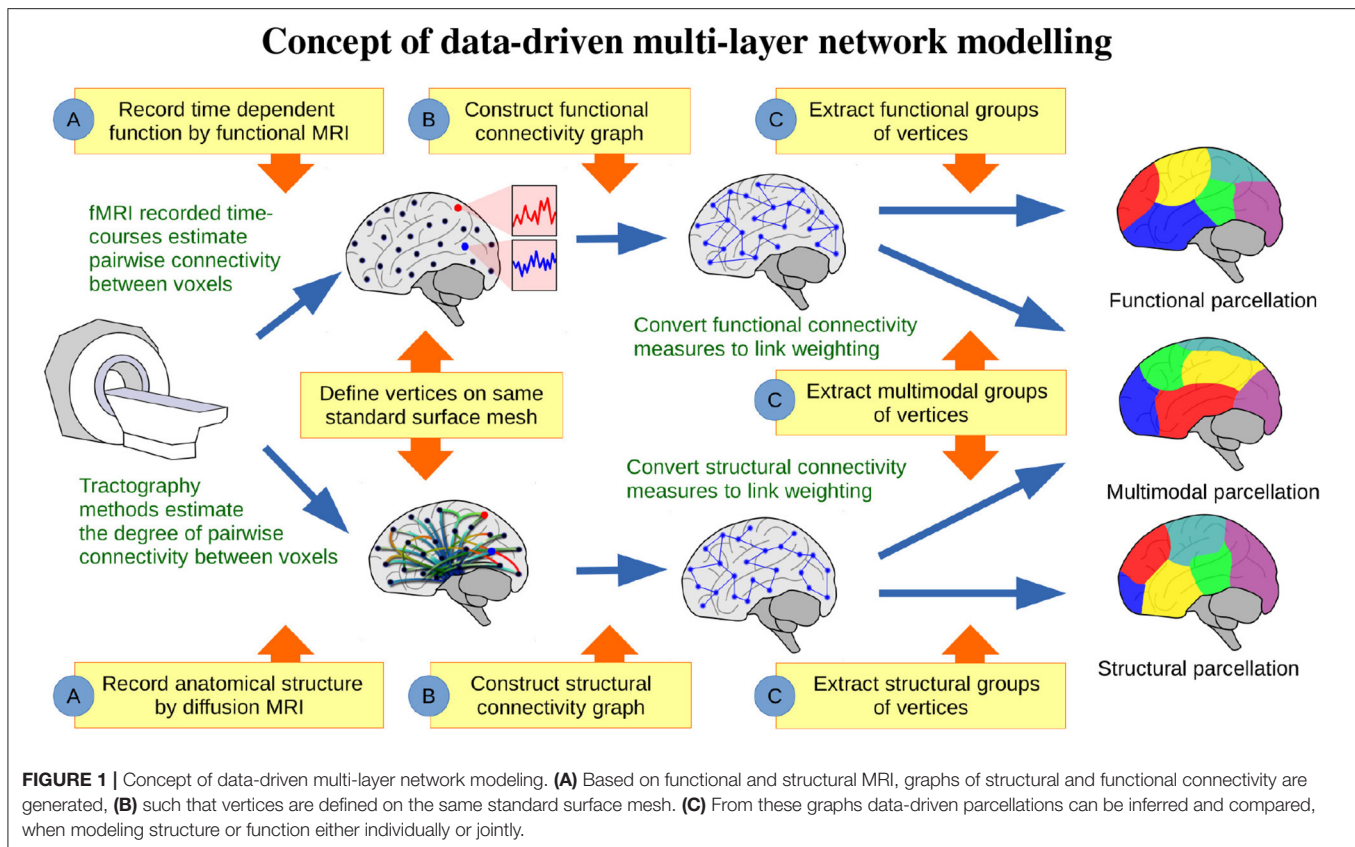 Concept of data-driven multi-layer network modelling
A
Record time dependent
function by functional MRI
B
Construct functional
connectivity graph
C
Extract functional groups
of vertices
fMRI recorded time-
courses estimate
pairwise connectivity
between voxels
Functional parcellation
Convert functional connectivity
measures to link weighting
Define vertices on same
standard surface mesh
C
Extract multimodal groups
of vertices
Convert structural connectivity
measures to link weighting
Multimodal parcellation
Tractography
methods estimate
the degree of pairwise
connectivity between voxels
Structural parcellation
A
Record anatomical structure
by diffusion MRI
B
Construct structural
connectivity graph
C
Extract structural groups
of vertices
FIGURE 1 | Concept of data-driven multi-layer network modeling. (A) Based on functional and structural MRI, graphs of structural and functional connectivity are
generated, (B) such that vertices are defined on the same standard surface mesh. (C) From these graphs data-driven parcellations can be inferred and compared,
when modeling structure or function either individually or jointly.